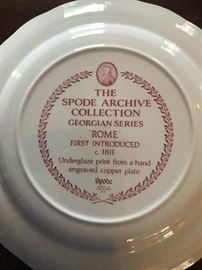 THE
SPODE ARCHIVE
COLLECTION
GEORGIAN SERIES
"ROME"
FIRST INTRODUCED
c. 1811
Underglaze print from a hand
engraved copper plate
Spode